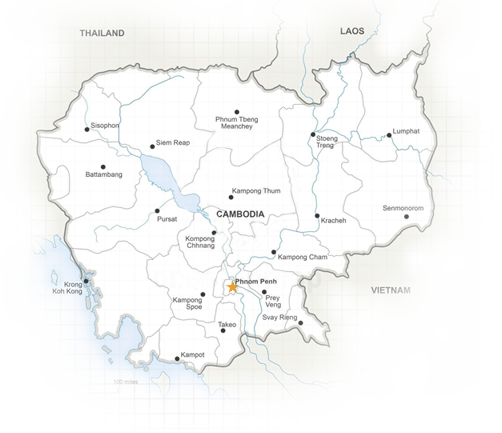 THAILAND
LAOS
Phnum Tbeng
Meanchey
Sisophon
Stoeng
Treng
Lumphat
Siem Reap
Battambang
Kampong Thum
Senmonorom
Pursat
CAMBODIA
Kracheh
Kompong
Chhnang
Kampong Cham
Krong
Koh Kong
Phnom Penh
VIETNAM
Kampong
Spoe
Prey
Veng
Svay Rieng
Takeo
Kampot
100 miles